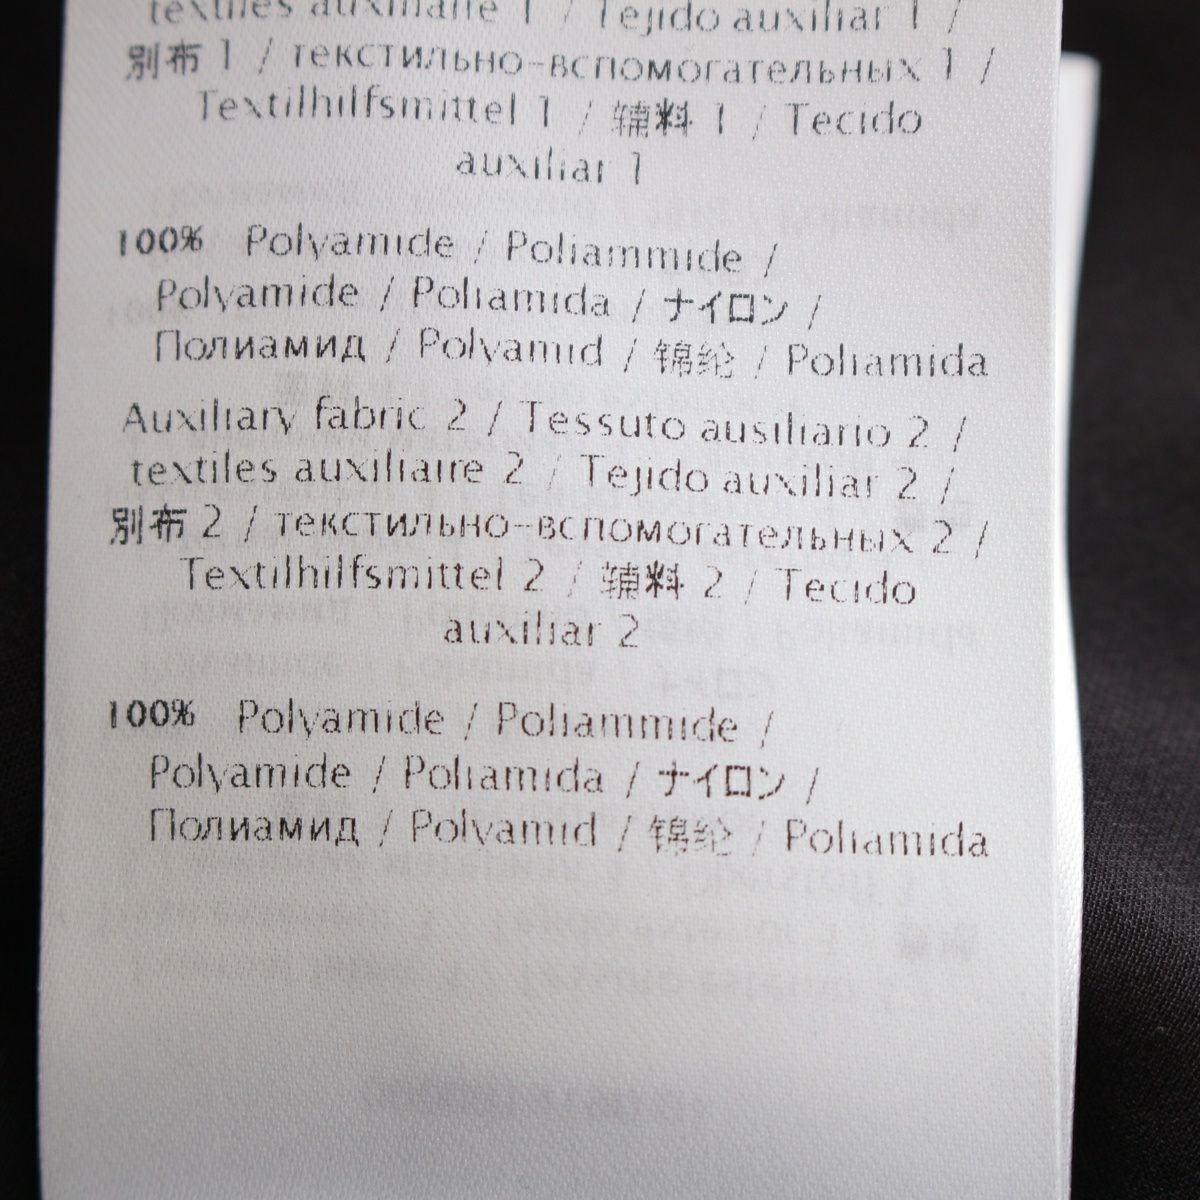 textiles auxiliaire 1 / Tejido auxiliar 1 /
別布 1 / текстильно-вспомогательных 1 /
Textilhilfsmittel 1 / 辅料 1 / Tecido
auxiliar 1
100% Polyamide / Poliammide /
Polyamide / Poliamida / ナイロン /
Полиамид / Polyamid / 锦纶 / Poliamida
Auxiliary fabric 2 / Tessuto ausiliario 2 /
textiles auxiliaire 2 / Tejido auxiliar 2 /
別布 2 / текстильно-вспомогательных 2 /
Textilhilfsmittel 2 / 辅料 2 / Tecido
auxiliar 2
100% Polyamide / Poliammide /
Polyamide / Poliamida / ナイロン /
Полиамид / Polyamid / 锦纶 / Poliamida